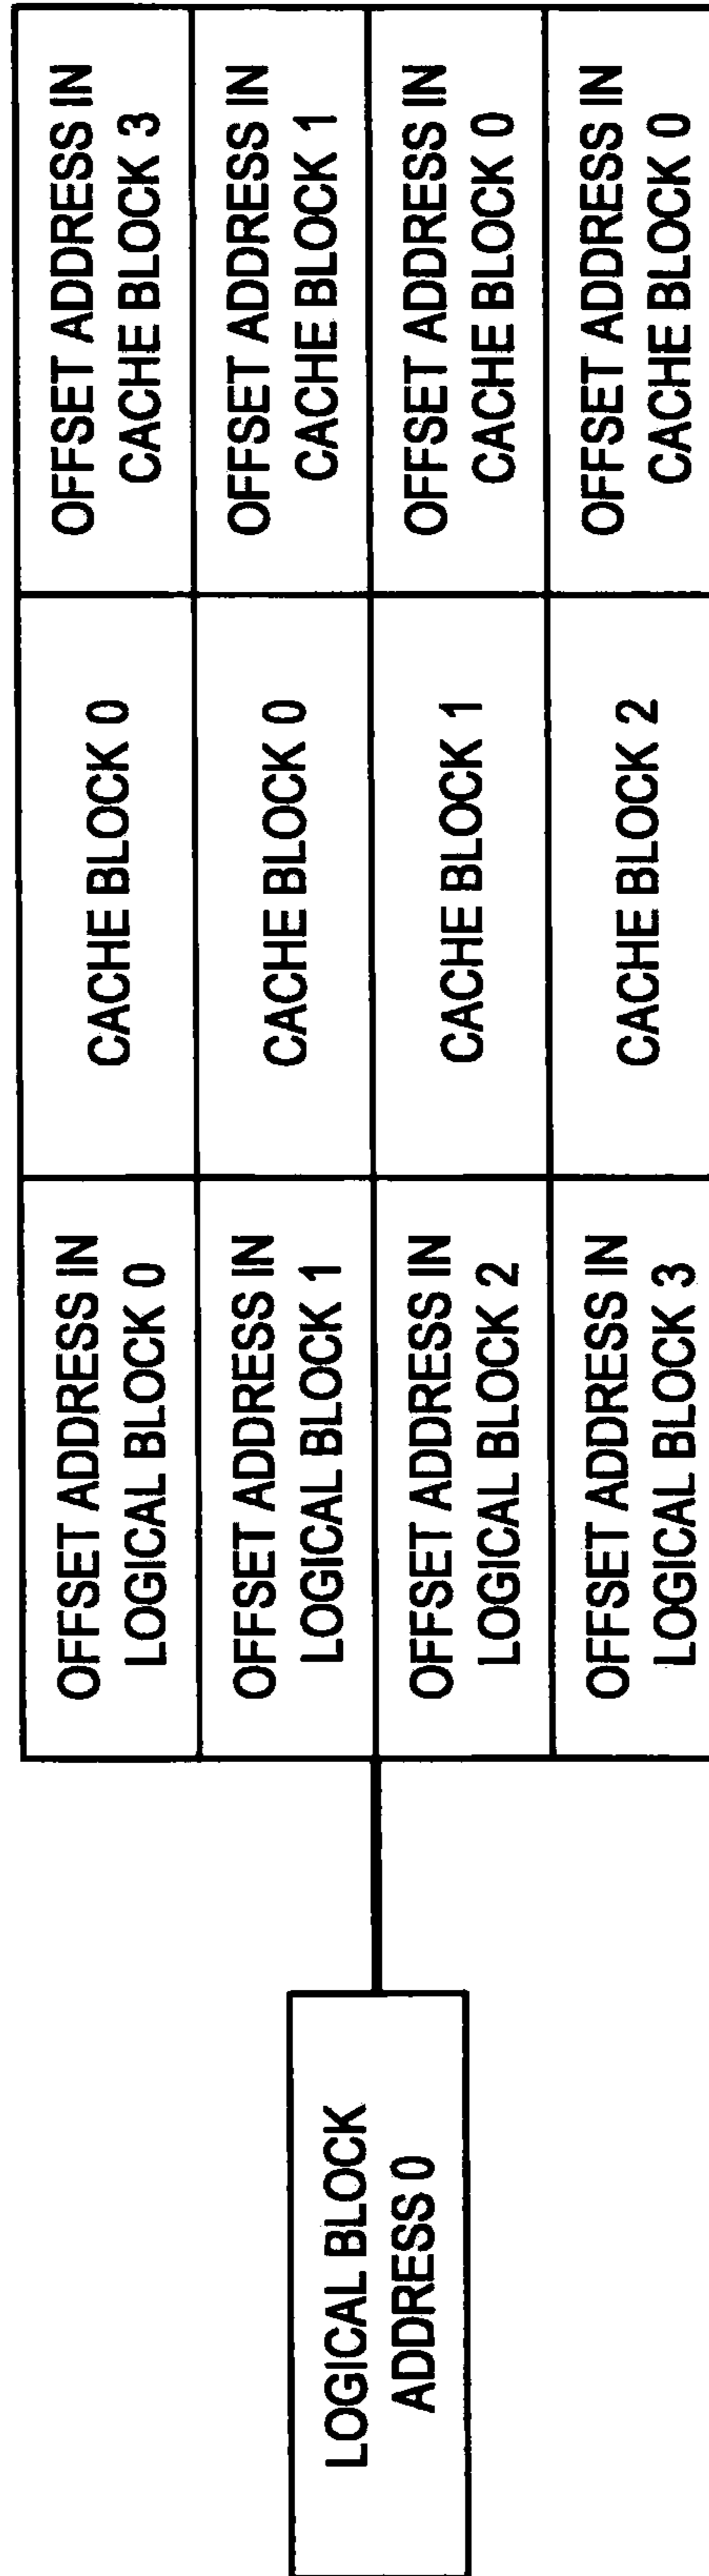 LOGICAL BLOCK
ADDRESS 0
OFFSET ADDRESS IN
LOGICAL BLOCK 0
CACHE BLOCK 0
OFFSET ADDRESS IN
CACHE BLOCK 3
OFFSET ADDRESS IN
LOGICAL BLOCK 1
CACHE BLOCK 0
OFFSET ADDRESS IN
CACHE BLOCK 1
OFFSET ADDRESS IN
LOGICAL BLOCK 2
CACHE BLOCK 1
OFFSET ADDRESS IN
CACHE BLOCK 0
OFFSET ADDRESS IN
LOGICAL BLOCK 3
CACHE BLOCK 2
OFFSET ADDRESS IN
CACHE BLOCK 0